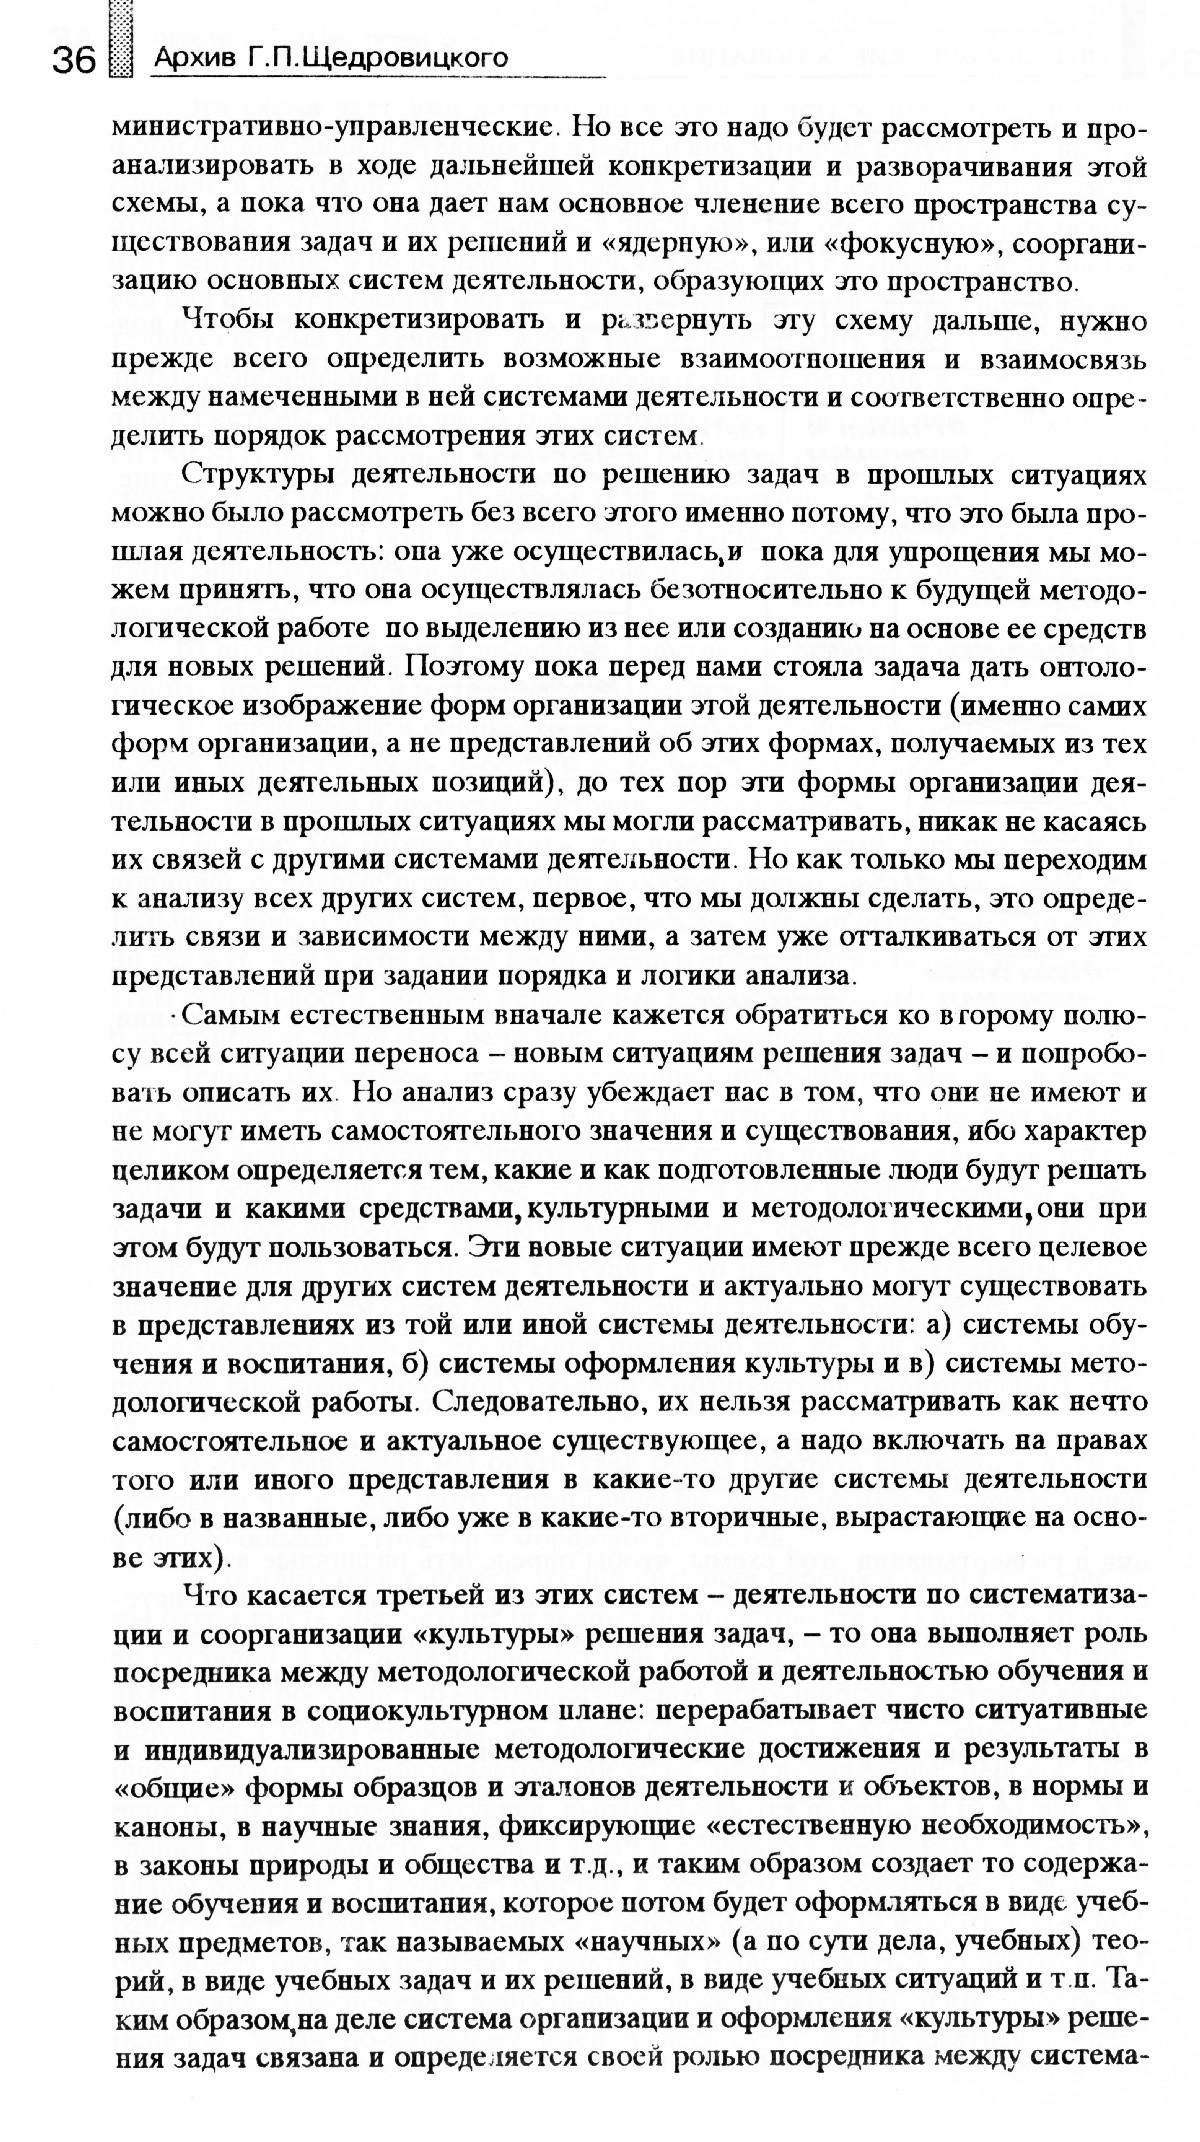 36 Архив Г.П.Щедровицкого
министративно-управленческие. Но все это надо будет рассмотреть и про-
анализировать в ходе дальнейшей конкретизации и разворачивания этой
схемы, а пока что она дает нам основное членение всего пространства су-
ществования задач и их решений и «ядерную», или «фокусную», сооргани-
зацию основных систем деятельности, образующих это пространство.
Чтобы конкретизировать и развернуть эту схему дальше, нужно
прежде всего определить возможные взаимоотношения и взаимосвязь
между намеченными в ней системами деятельности и соответственно опре-
делить порядок рассмотрения этих систем.
Структуры деятельности по решению задач в прошлых ситуациях
можно было рассмотреть без всего этого именно потому, что это была про-
шлая деятельность: она уже осуществилась, и пока для упрощения мы мо-
жем принять, что она осуществлялась безотносительно к будущей методо-
логической работе по выделению из нее или созданию на основе ее средств
для новых решений. Поэтому пока перед нами стояла задача дать онтоло-
гическое изображение форм организации этой деятельности (именно самих
форм организации, а не представлений об этих формах, получаемых из тех
или иных деятельных позиций), до тех пор эти формы организации дея-
тельности в прошлых ситуациях мы могли рассматривать, никак не касаясь
их связей с другими системами деятельности. Но как только мы переходим
к анализу всех других систем, первое, что мы должны сделать, это опреде-
лить связи и зависимости между ними, а затем уже отталкиваться от этих
представлений при задании порядка и логики анализа.
Самым естественным вначале кажется обратиться ко второму полю-
су всей ситуации переноса – новым ситуациям решения задач – и попробо-
вать описать их. Но анализ сразу убеждает нас в том, что они не имеют и
не могут иметь самостоятельного значения и существования, ибо характер
целиком определяется тем, какие и как подготовленные люди будут решать
задачи и какими средствами, культурными и методологическими, они при
этом будут пользоваться. Эти новые ситуации имеют прежде всего целевое
значение для других систем деятельности и актуально могут существовать
в представлениях из той или иной системы деятельности: а) системы обу-
чения и воспитания, б) системы оформления культуры и в) системы мето-
дологической работы. Следовательно, их нельзя рассматривать как нечто
самостоятельное и актуальное существующее, а надо включать на правах
того или иного представления в какие-то другие системы деятельности
(либо в названные, либо уже в какие-то вторичные, вырастающие на осно-
ве этих).
Что касается третьей из этих систем – деятельности по систематиза-
ции и соорганизации «культуры» решения задач, – то она выполняет роль
посредника между методологической работой и деятельностью обучения и
воспитания в социокультурном плане: перерабатывает чисто ситуативные
и индивидуализированные методологические достижения и результаты в
«общие» формы образцов и эталонов деятельности и объектов, в нормы и
каноны, в научные знания, фиксирующие «естественную необходимость»,
в законы природы и общества и т.д., и таким образом создает то содержа-
ние обучения и воспитания, которое потом будет оформляться в виде учеб-
ных предметов, так называемых «научных» (а по сути дела, учебных) тео-
рий, в виде учебных задач и их решений, в виде учебных ситуаций и т.п. Та-
ким образом, на деле система организации и оформления «культуры» реше-
ния задач связана и определяется своей ролью посредника между система-